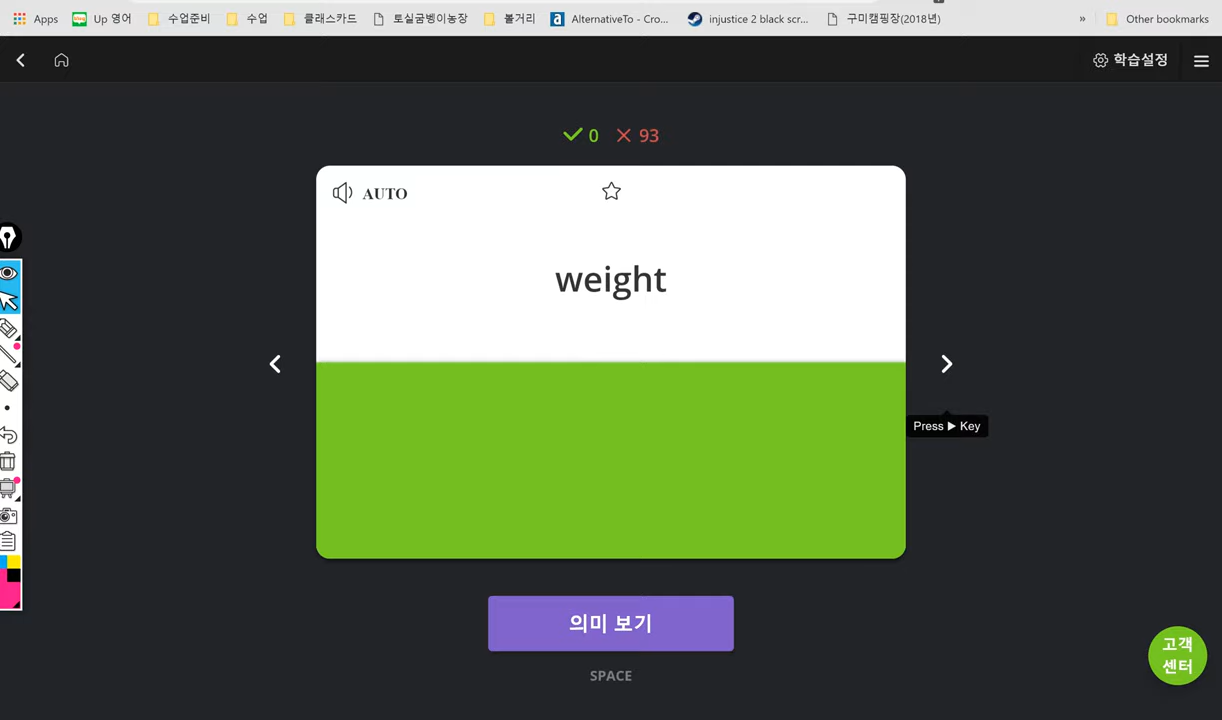 Apps Up 영어 수업준비 수업 클래스카드 토실굼벵이농장 볼거리 AlternativeTo - Cro... injustice 2 black scr... 구미캠핑장(2018년) » Other bookmarks
학습설정
0 93
AUTO
weight
Press ▶ Key
의미 보기
SPACE
고객
센터